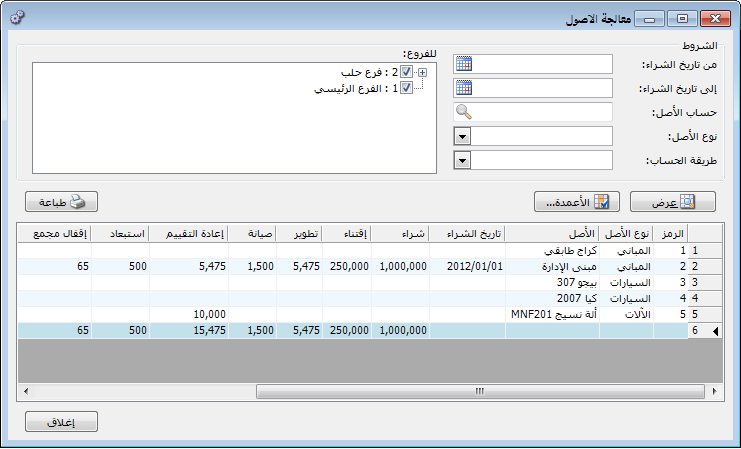 معالجة الاصول
الشروط
من تاريخ الشراء:
إلى تاريخ الشراء:
حساب الأصل:
نوع الأصل:
طريقة الحساب:
للفروع:
2 : فرع حلب
1 : الفرع الرئيسي
عرض
الأعمدة...
طباعة
الرمز نوع الأصل الأصل تاريخ الشراء شراء إقتناء تطوير صيانة إعادة التقييم استبعاد إقفال مجمع
1 1 المباني كراج طابقي
2 2 المباني مبنى الإدارة 2012/01/01 1,000,000 250,000 5,475 1,500 5,475 500 65
3 3 السيارات بيجو 307
4 4 السيارات كيا 2007
5 5 الآلات ألة نسيج MNF201 10,000
6 1,000,000 250,000 5,475 1,500 15,475 500 65
إغلاق